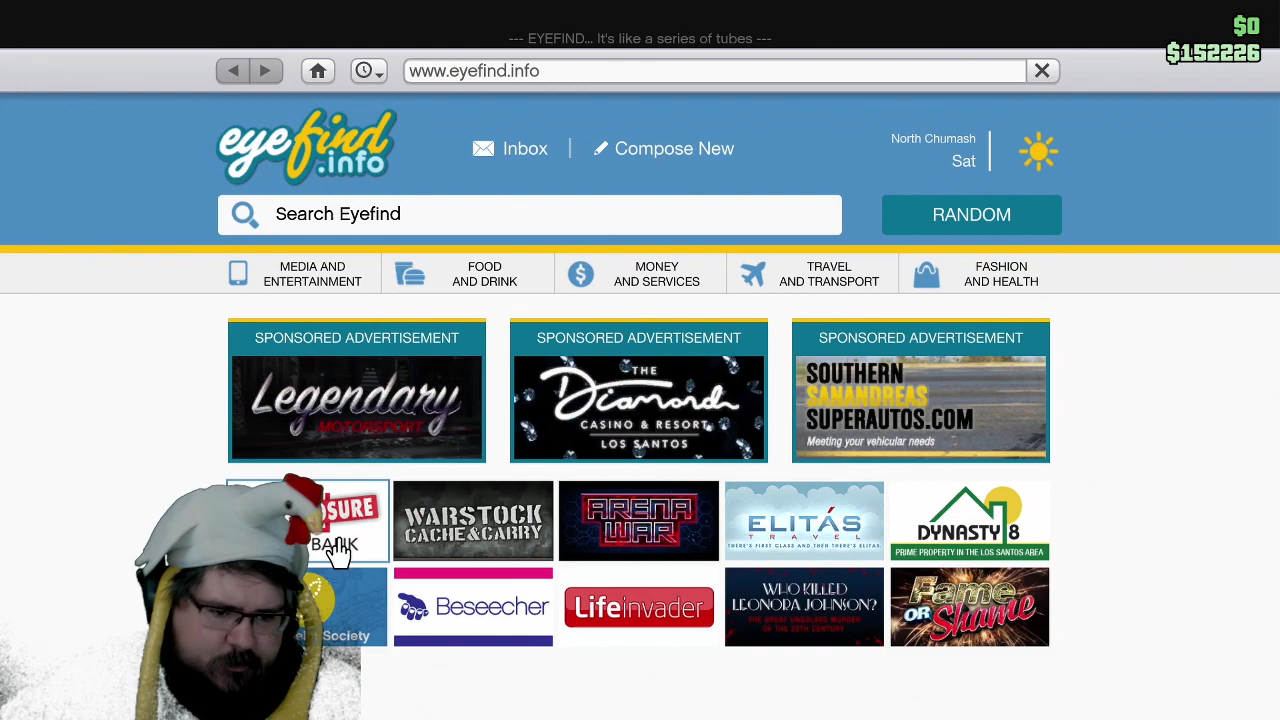 $0
--- EYEFIND... It's like a series of tubes ---
$152226
www.eyefind.info
eyefind
.info
Inbox
Compose New
North Chumash
Sat
Search Eyefind
RANDOM
MEDIA AND
ENTERTAINMENT
FOOD
AND DRINK
MONEY
AND SERVICES
TRAVEL
AND TRANSPORT
FASHION
AND HEALTH
SPONSORED ADVERTISEMENT
Legendary
MOTORSPORT
SPONSORED ADVERTISEMENT
THE
Diamond
CASINO & RESORT
LOS SANTOS
SPONSORED ADVERTISEMENT
SOUTHERN
SANANDREAS
SUPERAUTOS.COM
Meeting your vehicular needs
BANK
WARSTOCK
CACHE & CARRY
ARENA
WAR
ELITÁS
TRAVEL
THERE'S FIRST CLASS AND THEN THERE'S ELITAS
DYNASTY 8
PRIME PROPERTY IN THE LOS SANTOS AREA
Society
Beseecher
Lifeinvader
WHO KILLED
LEONORA JOHNSON?
THE GREAT UNSOLVED MURDER
OF THE 20TH CENTURY
Fame
OR Shame